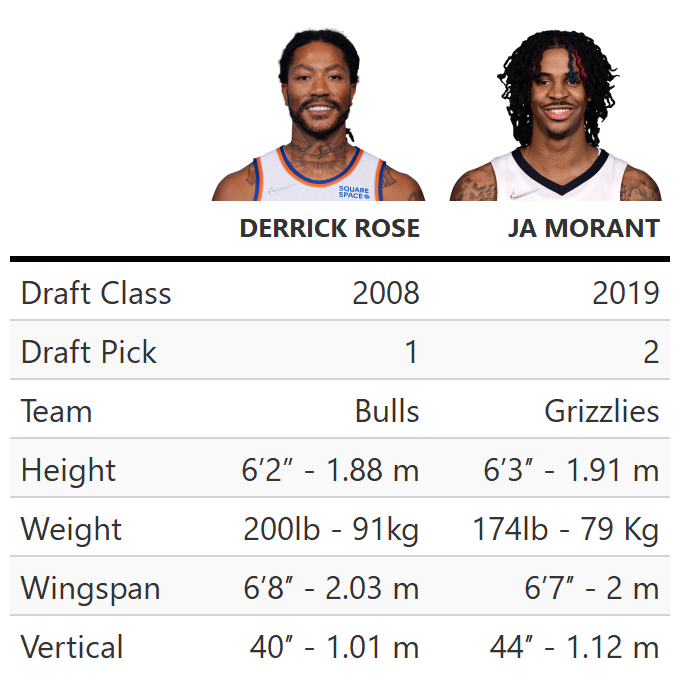 SQUARE
SPACE
DERRICK ROSE JA MORANT
Draft Class 2008 2019
Draft Pick 1 2
Team Bulls Grizzlies
Height 6’2” - 1.88 m 6’3” - 1.91 m
Weight 200lb - 91kg 174lb - 79 Kg
Wingspan 6’8” - 2.03 m 6’7” - 2 m
Vertical 40” - 1.01 m 44” - 1.12 m